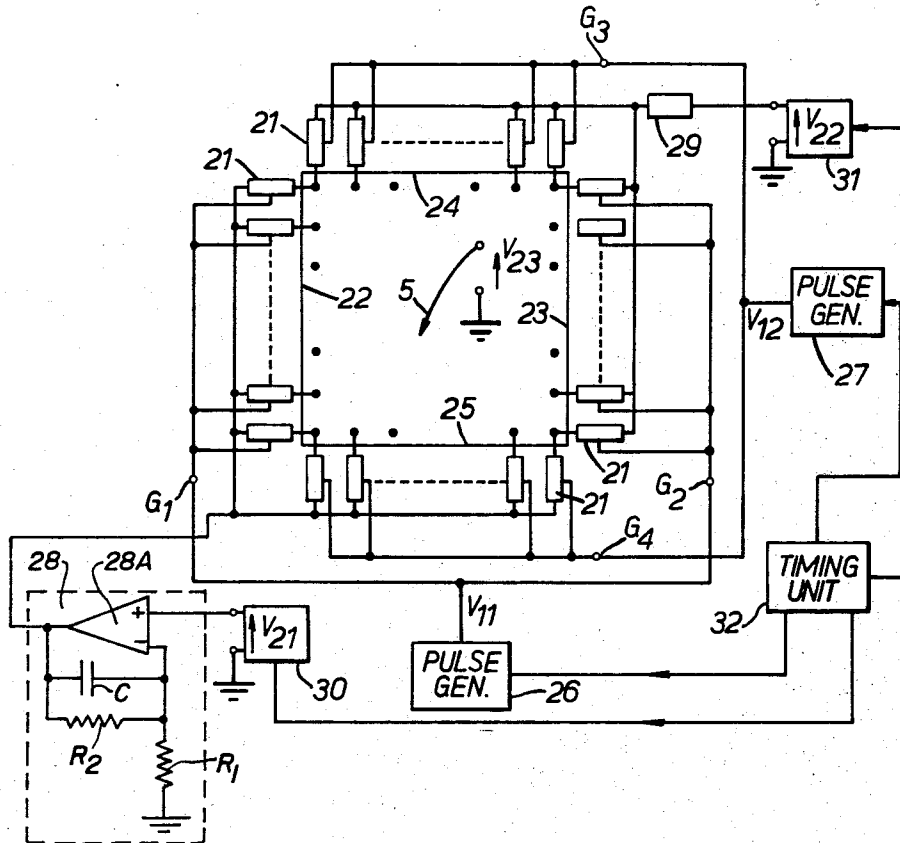 G3
21
29
V22
31
21
24
V23
5
22
23
PULSE
GEN.
V12
27
25
21
G1
G2
21
G4
28
28A
+
−
V21
30
V11
PULSE
GEN.
26
TIMING
UNIT
32
C
R2
R1